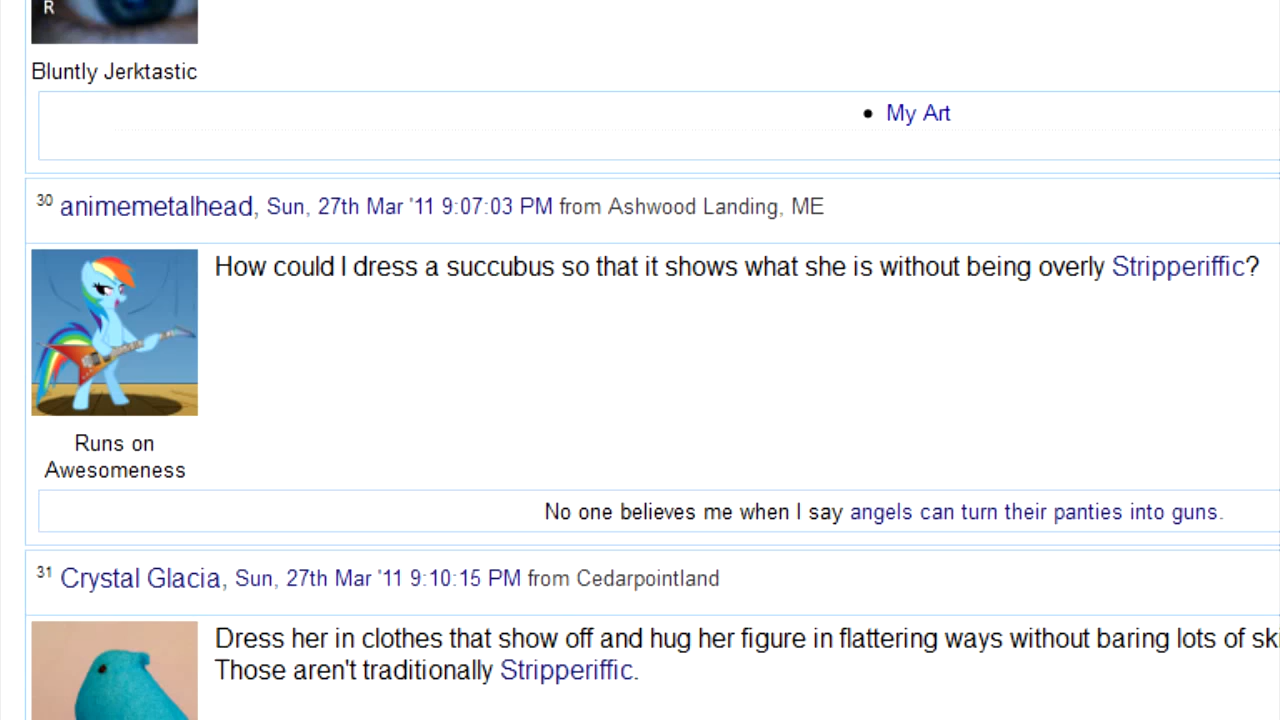 R
Bluntly Jerktastic
• My Art
30 animemetalhead, Sun, 27th Mar '11 9:07:03 PM from Ashwood Landing, ME
How could I dress a succubus so that it shows what she is without being overly Stripperiffic?
Runs on
Awesomeness
No one believes me when I say angels can turn their panties into guns.
31 Crystal Glacia, Sun, 27th Mar '11 9:10:15 PM from Cedarpointland
Dress her in clothes that show off and hug her figure in flattering ways without baring lots of sk
Those aren't traditionally Stripperiffic.